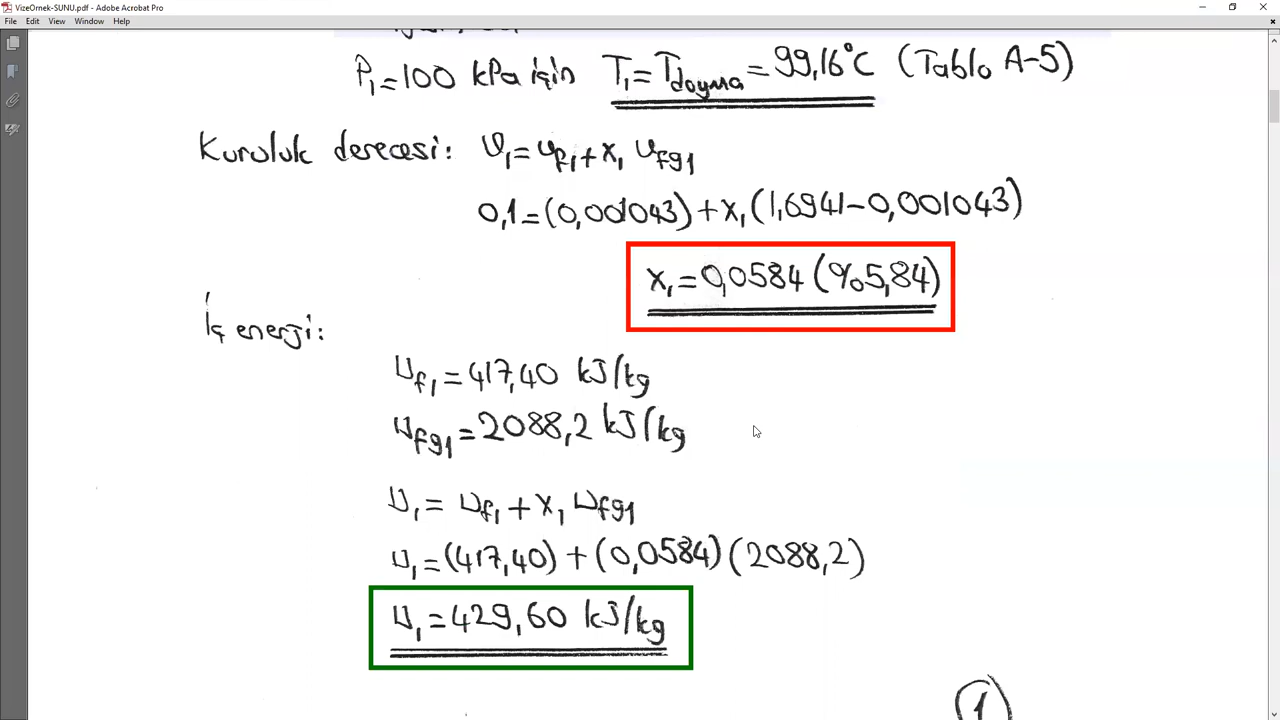 VizeOrnek-SUNU.pdf - Adobe Acrobat Pro
File Edit View Window Help
P₁=100 kPa için T₁=Tdoyma=99,16°C (Tablo A-5)
Kuruluk derecesi: υ₁=υf₁+x₁ υfg1
0,1=(0,001043)+x₁(1,6941-0,001043)
x₁=0,0584 (%5,84)
İç energi:
uf₁=417,40 kJ/kg
ufg1=2088,2 kJ/kg
u₁= uf₁+x₁ ufg1
u₁=(417,40)+(0,0584)(2088,2)
u₁=429,60 kJ/kg
1